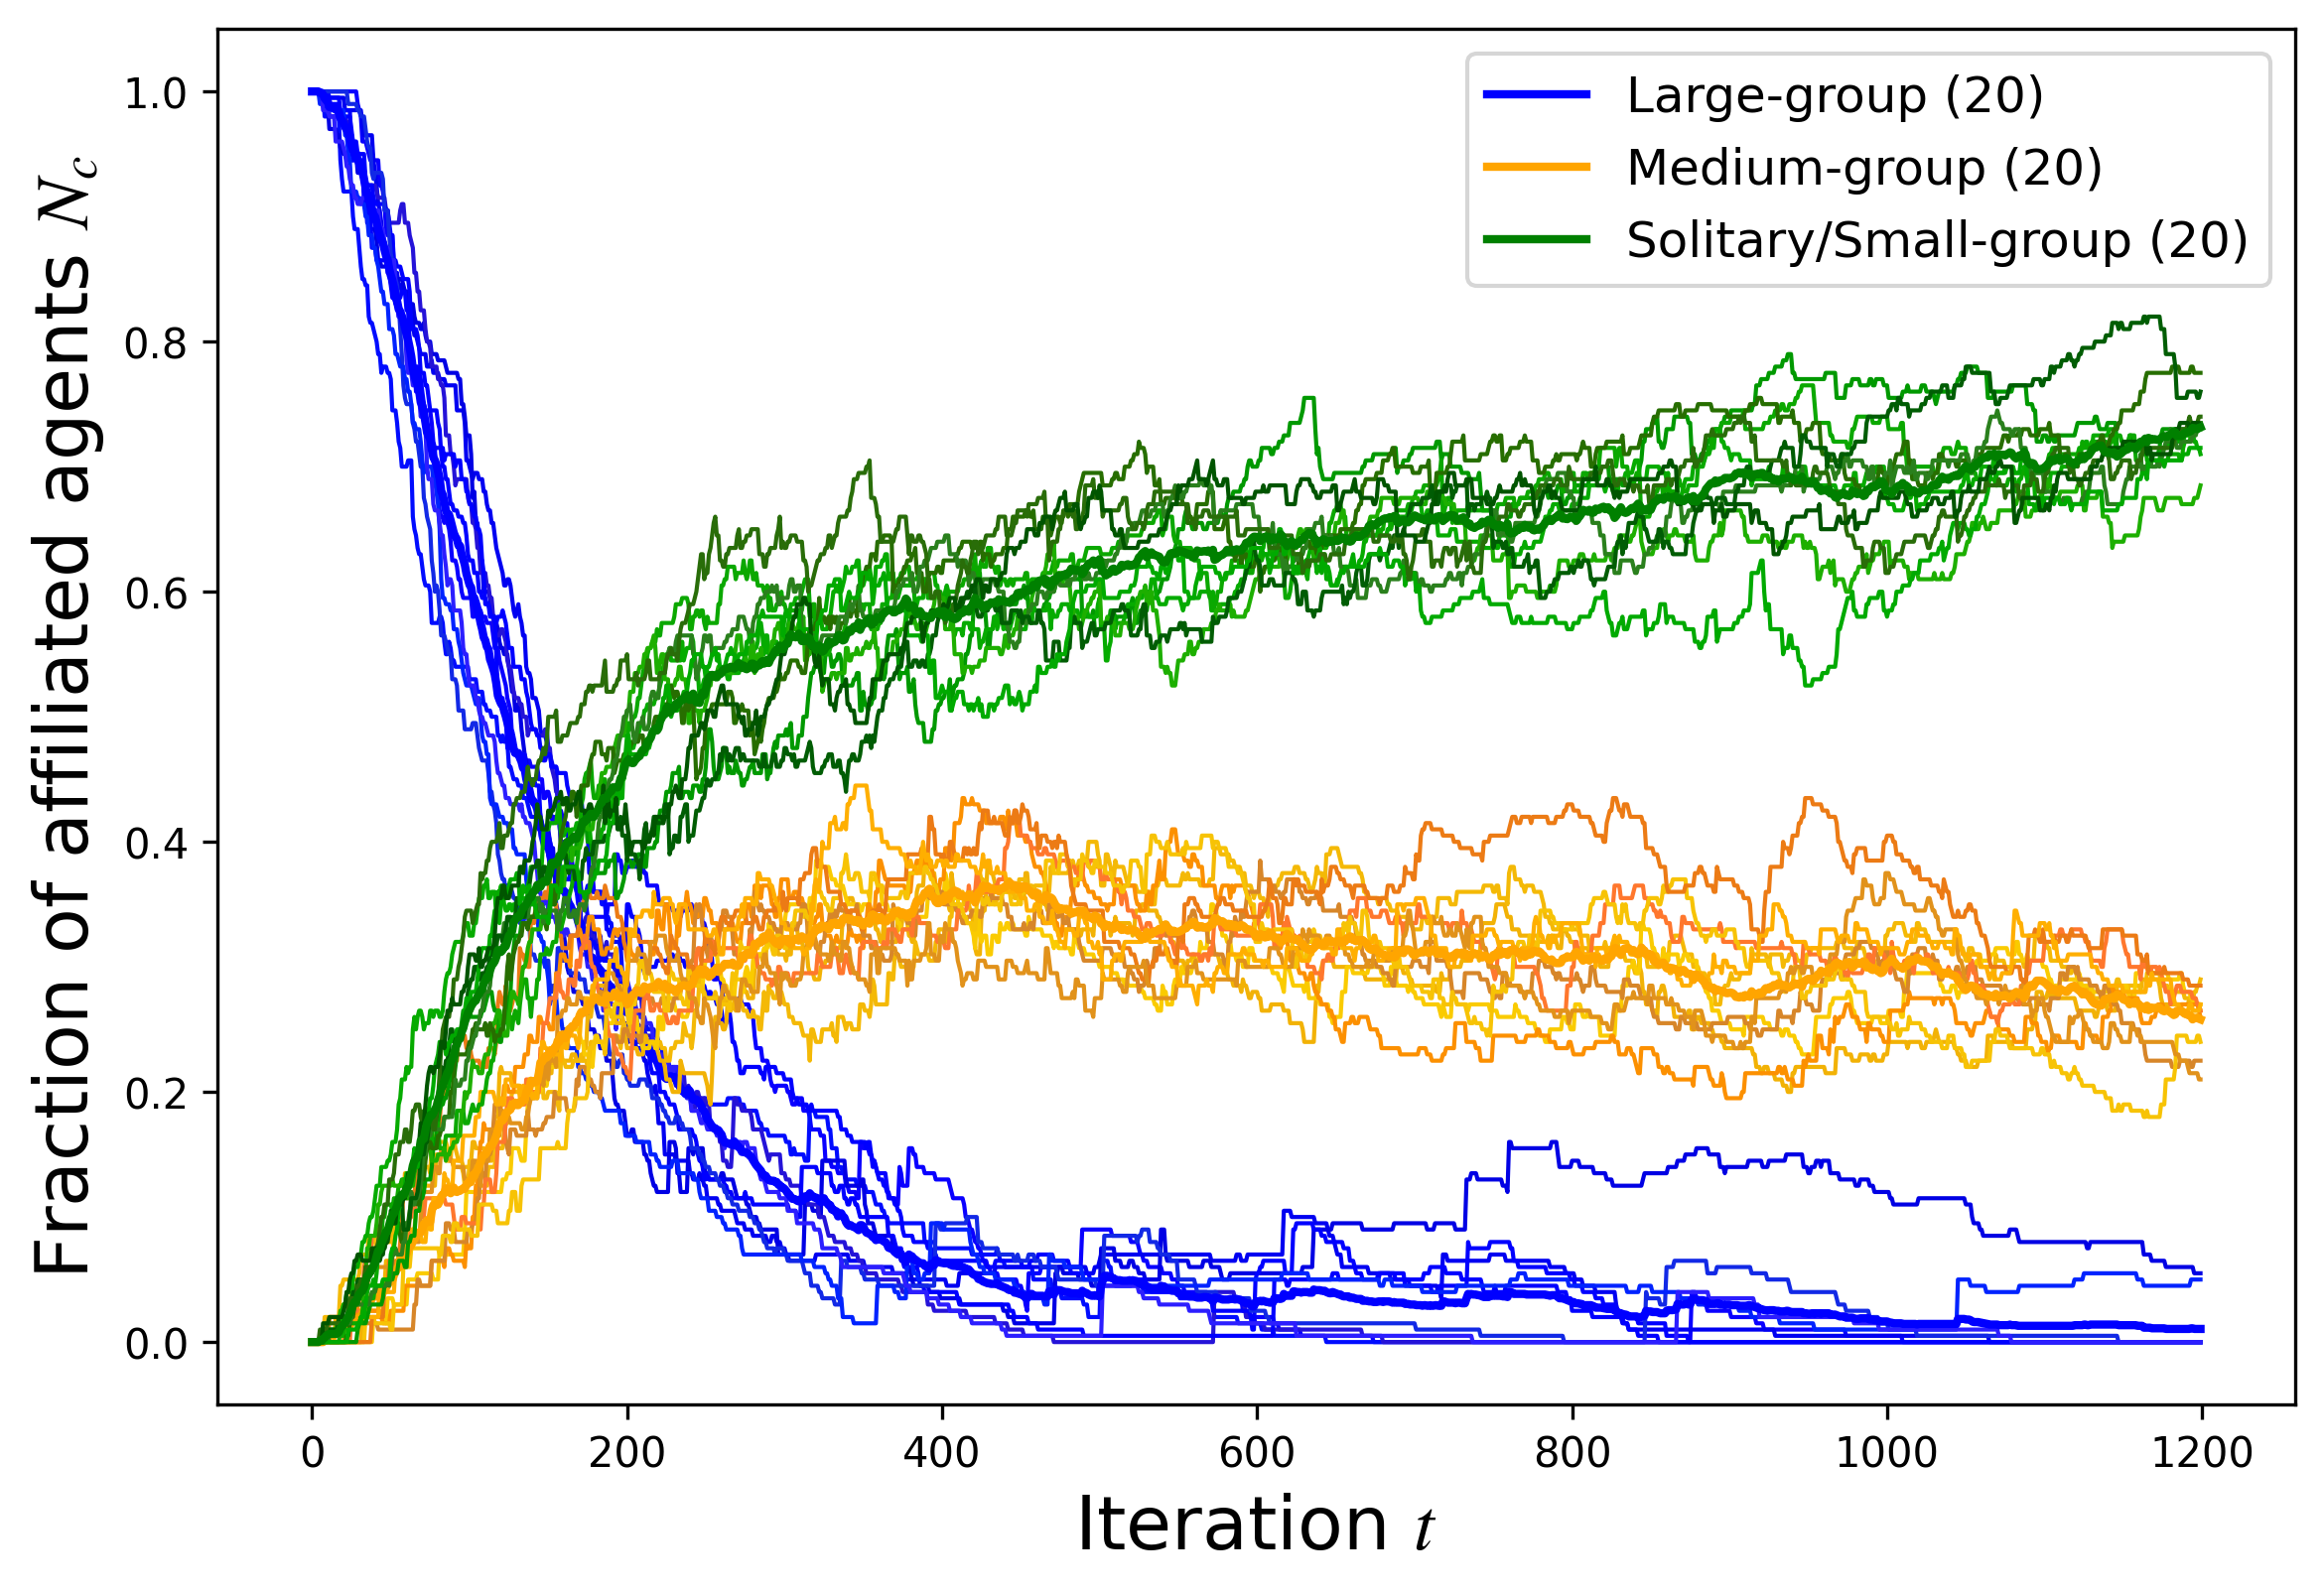 Large-group (20)
Medium-group (20)
Solitary/Small-group (20)
Fraction of affiliated agents N_c
1.0
0.8
0.6
0.4
0.2
0.0
0 200 400 600 800 1000 1200
Iteration t